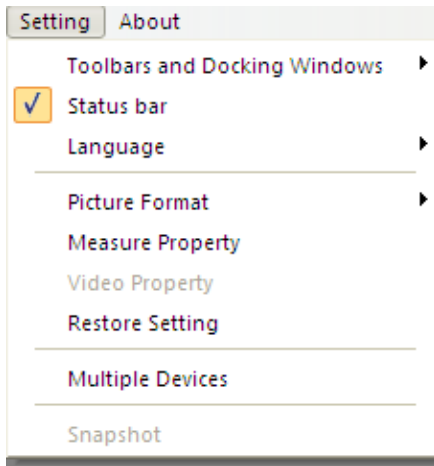 Setting About
Toolbars and Docking Windows
Status bar
Language
Picture Format
Measure Property
Video Property
Restore Setting
Multiple Devices
Snapshot